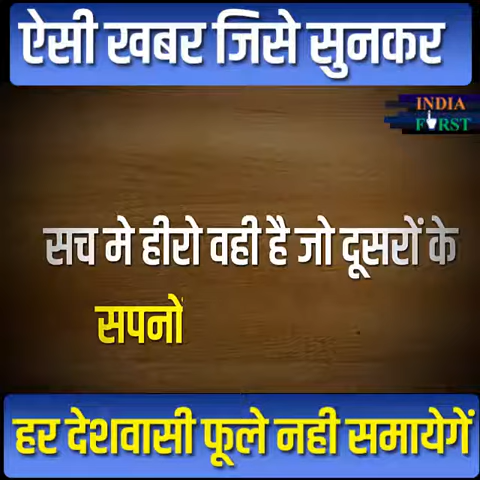 ऐसी खबर जिसे सुनकर
INDIA
FIRST
सच मे हीरो वही है जो दूसरों के
सपनों
हर देशवासी फूले नही समायेगें